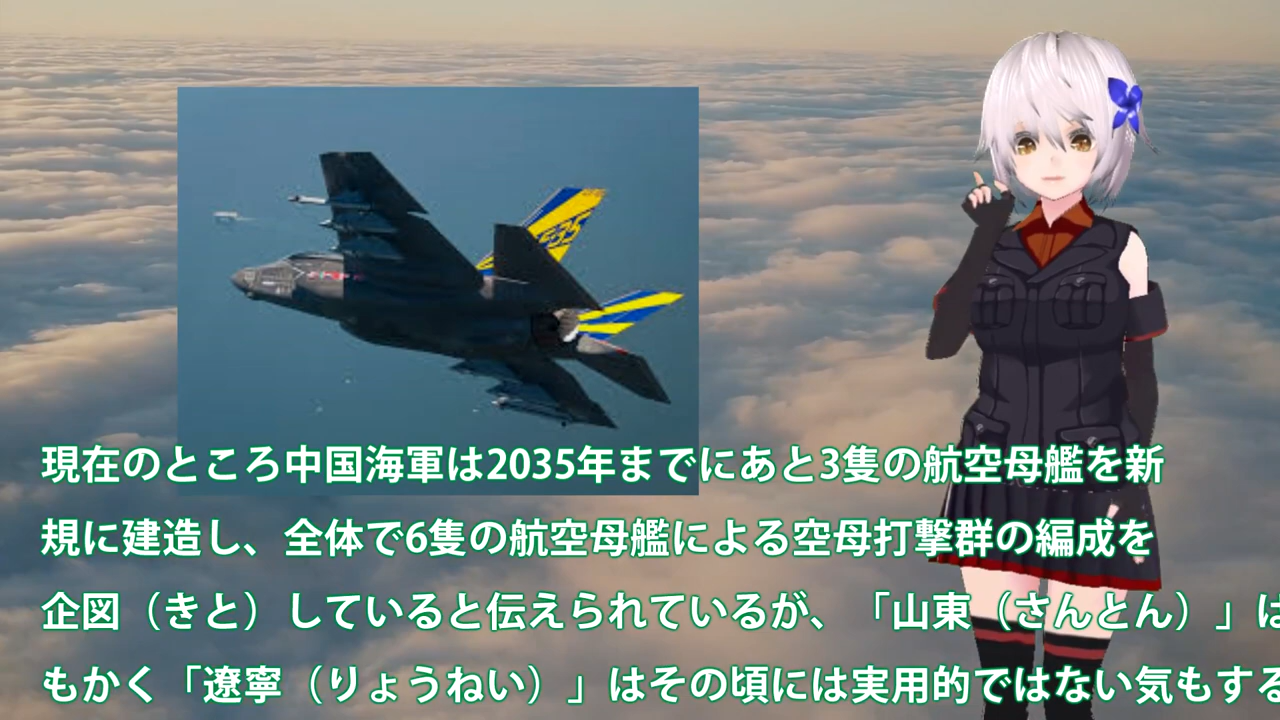 現在のところ中国海軍は2035年までにあと3隻の航空母艦を新
規に建造し、全体で6隻の航空母艦による空母打撃群の編成を
企図（きと）していると伝えられているが、「山東（さんとん）」は
もかく「遼寧（りょうねい）」はその頃には実用的ではない気もする